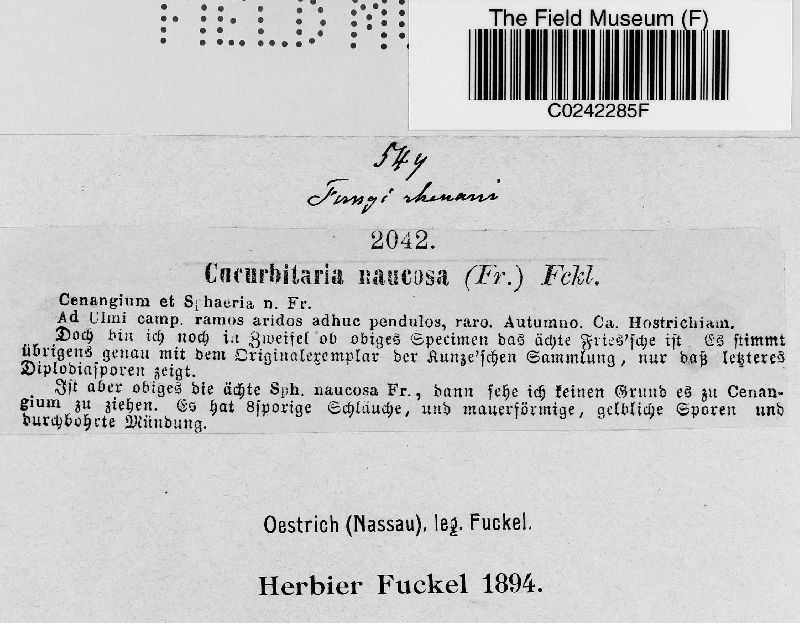 FIELD M
The Field Museum (F)
C0242285F
549
Fungi rhenani
2042.
Cucurbitaria naucosa (Fr.) Fckl.
Cenangium et Sphaeria n. Fr.
Ad Ulmi camp. ramos aridos adhuc pendulos, raro. Autumno. Ca. Hostrichiam.
Doch bin ich noch in Zweifel ob obiges Specimen das ächte Fries'sche ist. Es stimmt
übrigens genau mit dem Originalexemplar der Kunze'schen Sammlung, nur daß letzteres
Diplodiasporen zeigt.
Ist aber obiges die ächte Sph. naucosa Fr., dann sehe ich keinen Grund es zu Cenan-
gium zu ziehen. Es hat 8sporige Schläuche, und mauerförmige, gelbliche Sporen und
durchbohrte Mündung.
Oestrich (Nassau), leg. Fuckel.
Herbier Fuckel 1894.